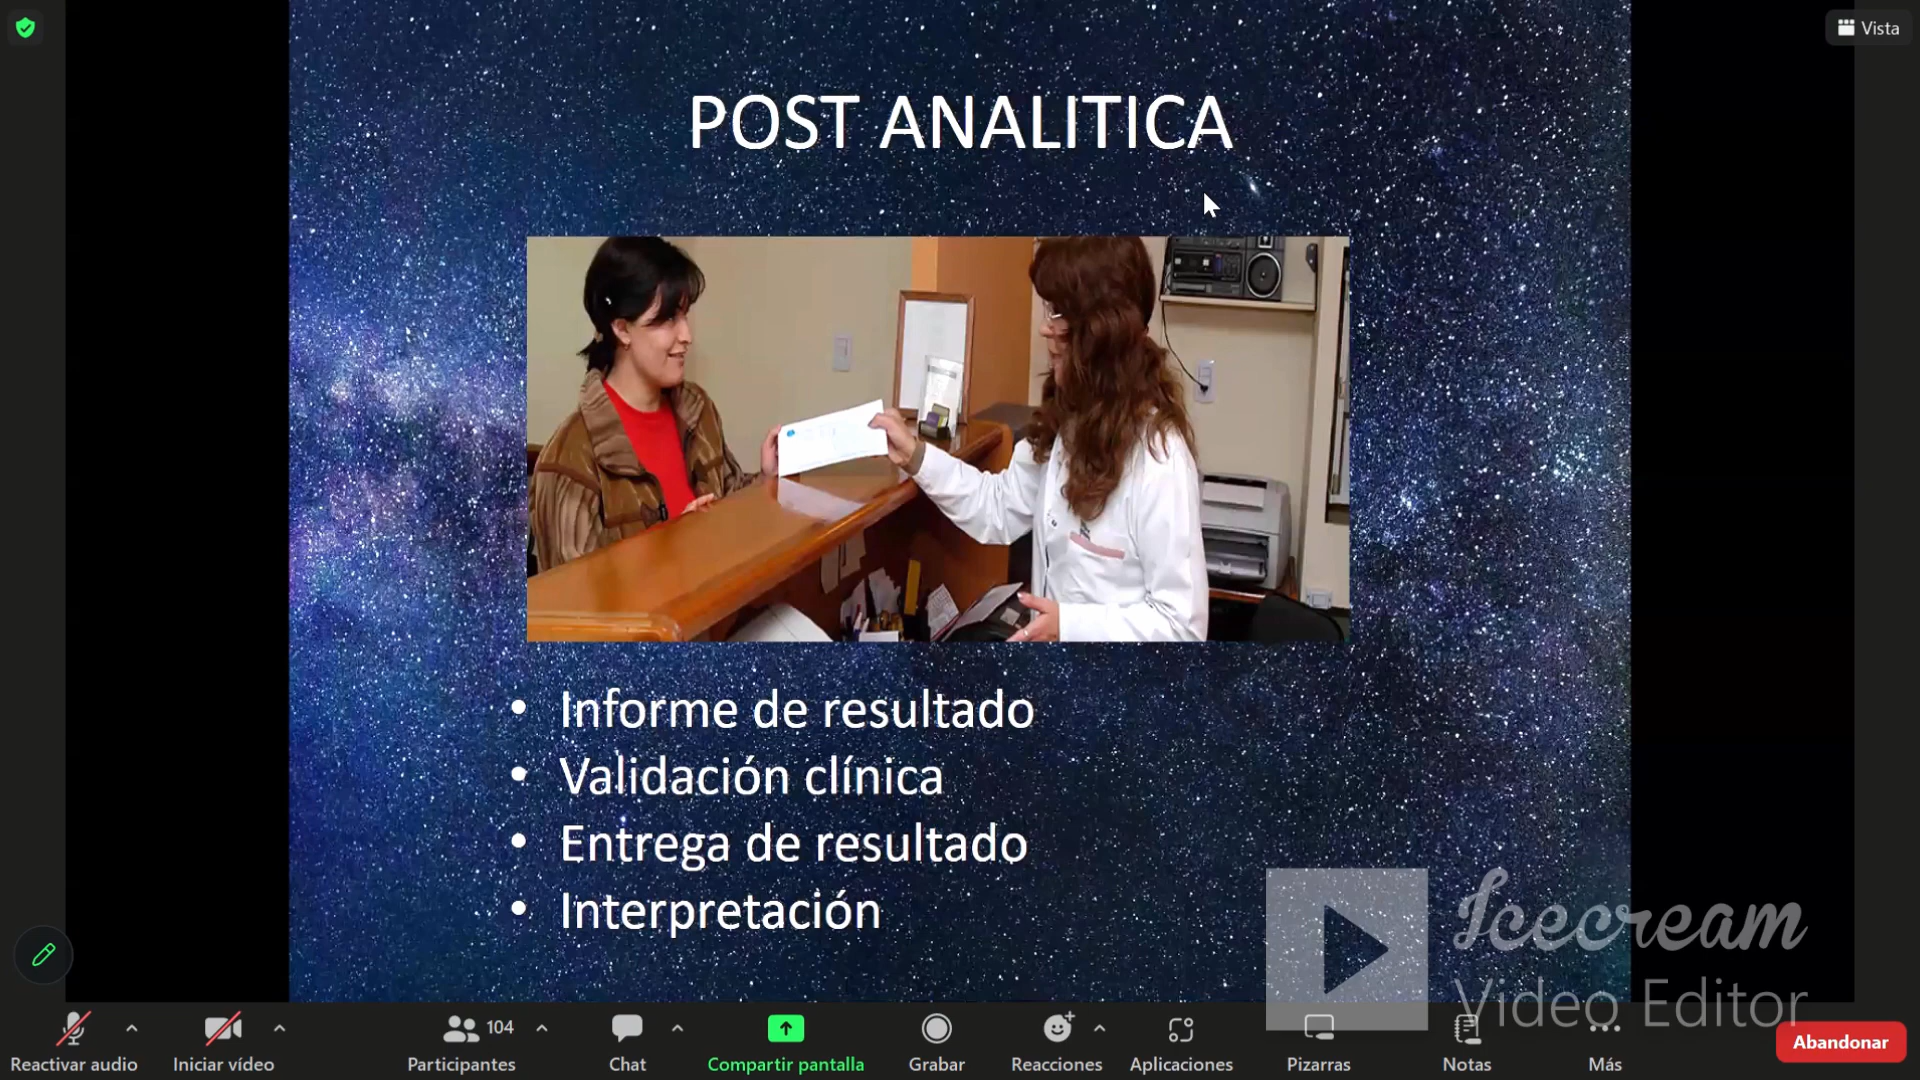 Vista
POST ANALITICA
• Informe de resultado
• Validación clínica
• Entrega de resultado
• Interpretación
Icecream
Video Editor
Reactivar audio
Iniciar vídeo
104
Participantes
Chat
Compartir pantalla
Grabar
Reacciones
Aplicaciones
Pizarras
Notas
Más
Abandonar